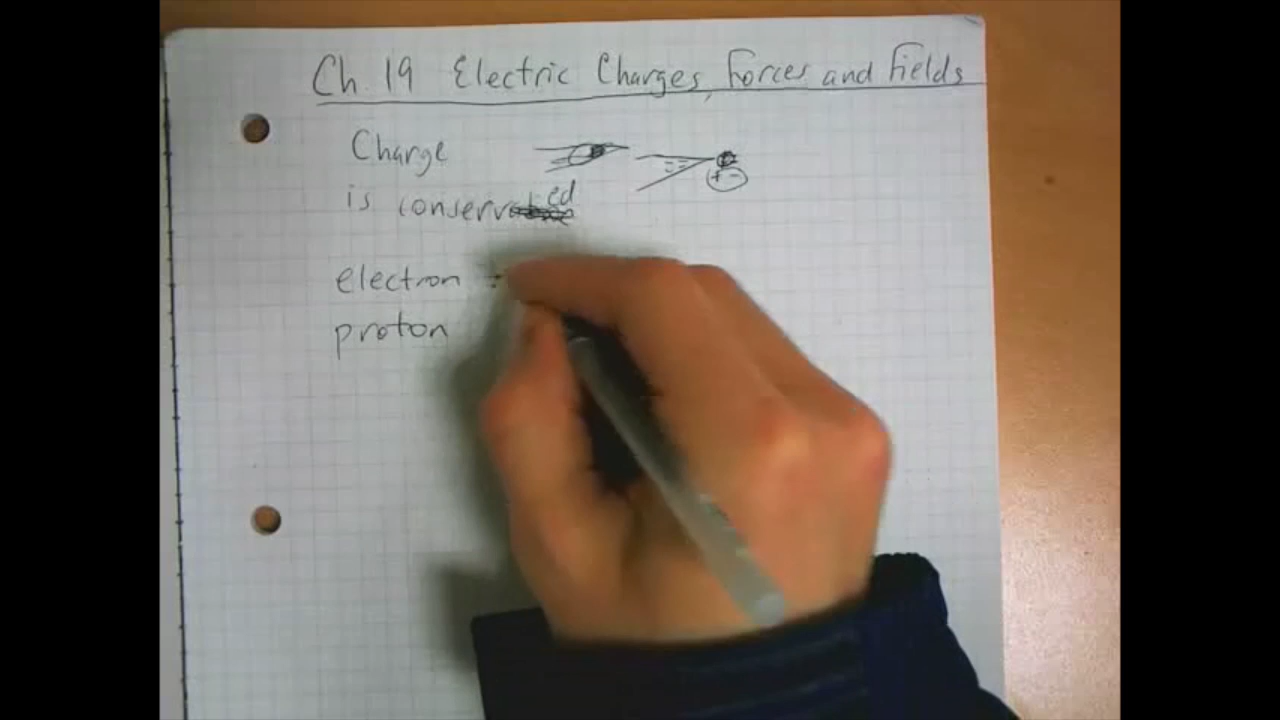 Ch 19 Electric Charges, Forces and Fields
Charge
is conserved
electron
proton